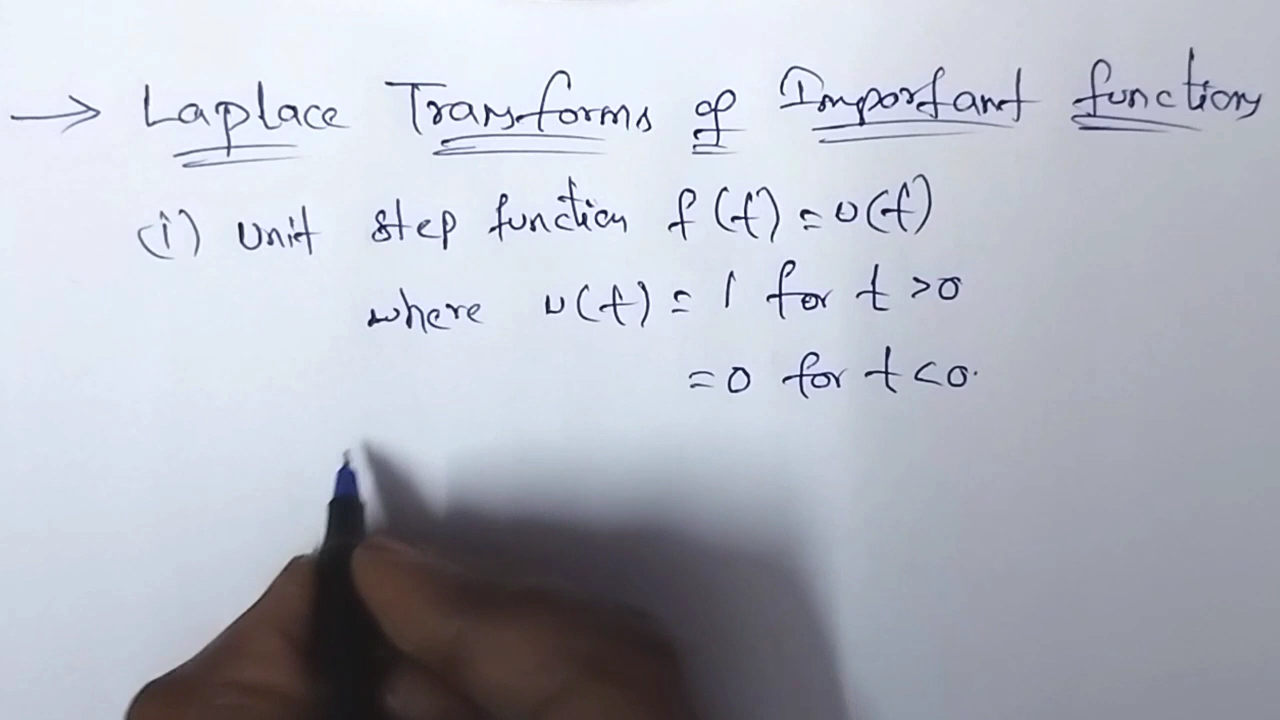 → Laplace Transforms of Important functions
(i) unit step function f(t) = u(t)
where u(t) = 1 for t >0
=0 for t<0.